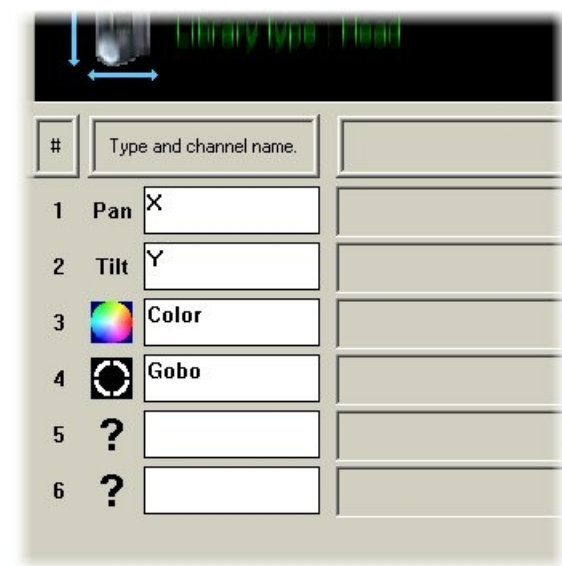 Library type : Head
# Type and channel name.
1 Pan X
2 Tilt Y
3 Color
4 Gobo
5 ?
6 ?